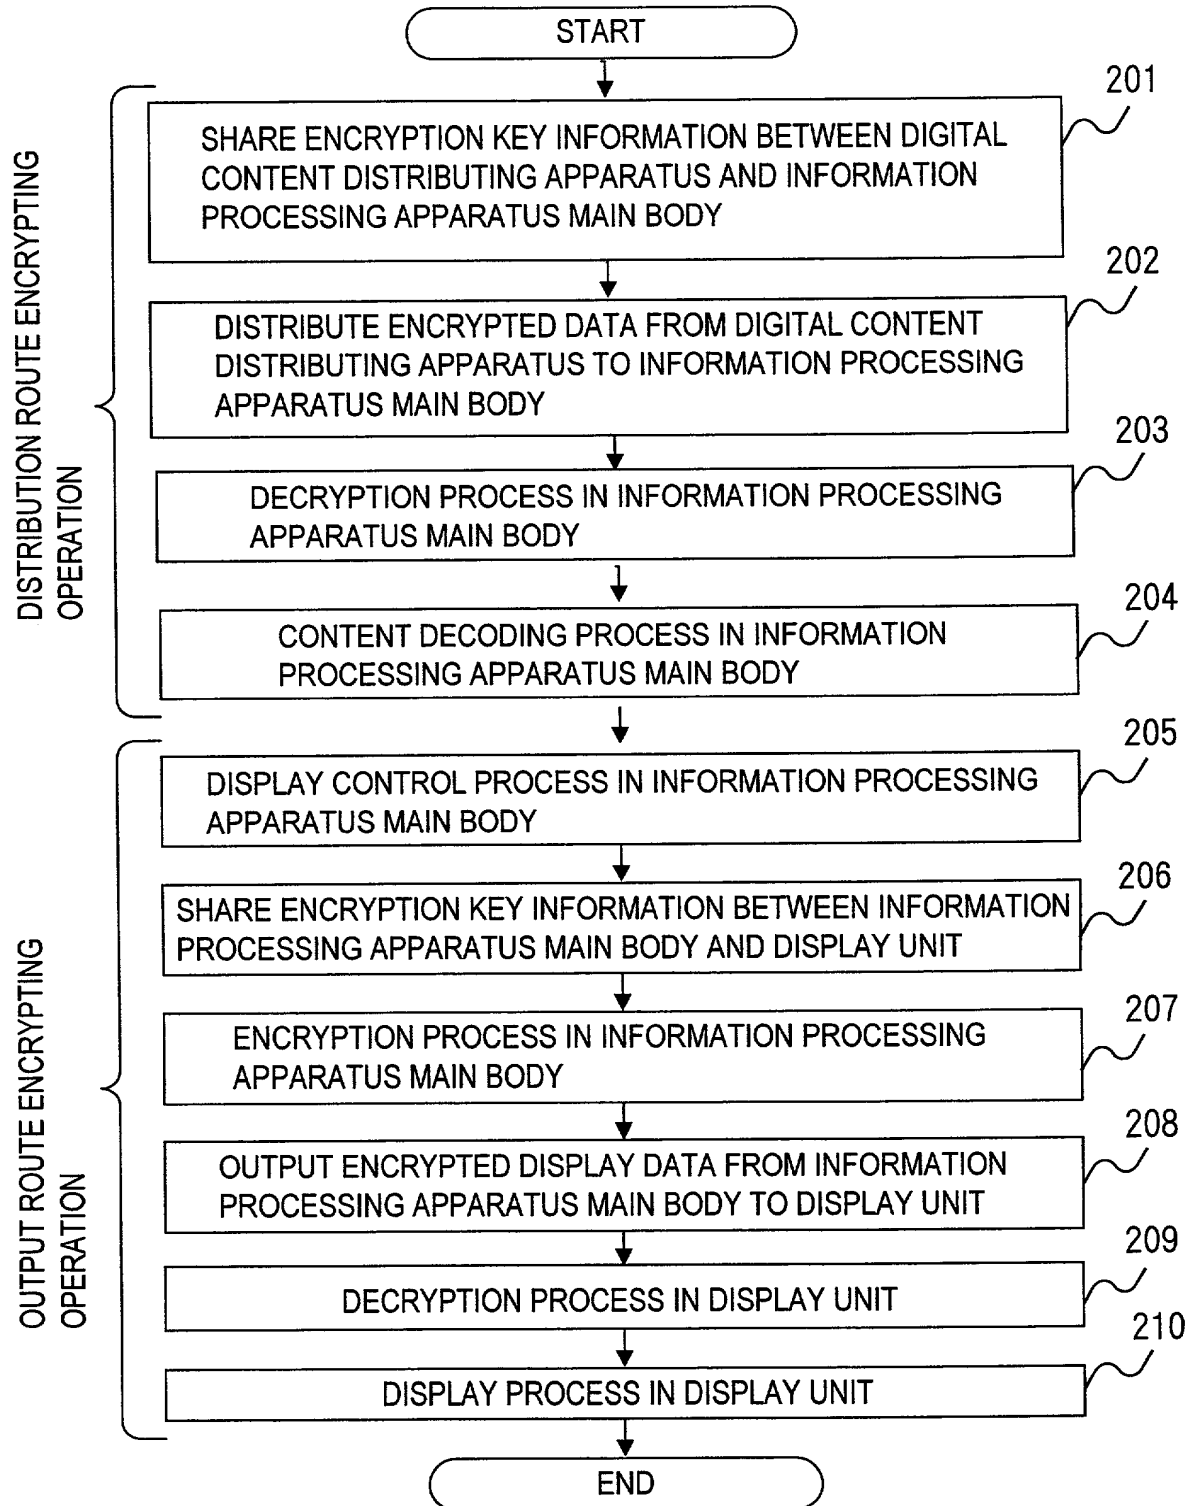 START
201
SHARE ENCRYPTION KEY INFORMATION BETWEEN DIGITAL
CONTENT DISTRIBUTING APPARATUS AND INFORMATION
PROCESSING APPARATUS MAIN BODY
202
DISTRIBUTE ENCRYPTED DATA FROM DIGITAL CONTENT
DISTRIBUTING APPARATUS TO INFORMATION PROCESSING
APPARATUS MAIN BODY
203
DECRYPTION PROCESS IN INFORMATION PROCESSING
APPARATUS MAIN BODY
204
CONTENT DECODING PROCESS IN INFORMATION
PROCESSING APPARATUS MAIN BODY
DISTRIBUTION ROUTE ENCRYPTING
OPERATION
205
DISPLAY CONTROL PROCESS IN INFORMATION PROCESSING
APPARATUS MAIN BODY
206
SHARE ENCRYPTION KEY INFORMATION BETWEEN INFORMATION
PROCESSING APPARATUS MAIN BODY AND DISPLAY UNIT
207
ENCRYPTION PROCESS IN INFORMATION PROCESSING
APPARATUS MAIN BODY
208
OUTPUT ENCRYPTED DISPLAY DATA FROM INFORMATION
PROCESSING APPARATUS MAIN BODY TO DISPLAY UNIT
209
DECRYPTION PROCESS IN DISPLAY UNIT
210
DISPLAY PROCESS IN DISPLAY UNIT
OUTPUT ROUTE ENCRYPTING
OPERATION
END